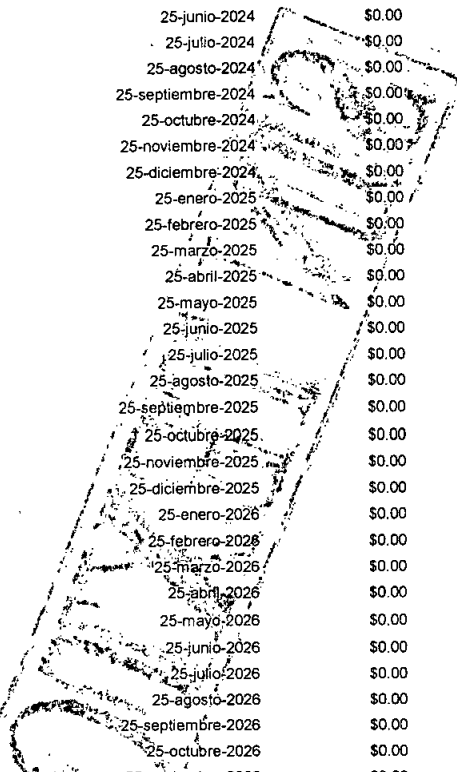 25-junio-2024 $0.00
25-julio-2024 $0.00
25-agosto-2024 $0.00
25-septiembre-2024 $0.00
25-octubre-2024 $0.00
25-noviembre-2024 $0.00
25-diciembre-2024 $0.00
25-enero-2025 $0.00
25-febrero-2025 $0.00
25-marzo-2025 $0.00
25-abril-2025 $0.00
25-mayo-2025 $0.00
25-junio-2025 $0.00
25-julio-2025 $0.00
25-agosto-2025 $0.00
25-septiembre-2025 $0.00
25-octubre-2025 $0.00
25-noviembre-2025 $0.00
25-diciembre-2025 $0.00
25-enero-2026 $0.00
25-febrero-2026 $0.00
25-marzo-2026 $0.00
25-abril-2026 $0.00
25-mayo-2026 $0.00
25-junio-2026 $0.00
25-julio-2026 $0.00
25-agosto-2026 $0.00
25-septiembre-2026 $0.00
25-octubre-2026 $0.00